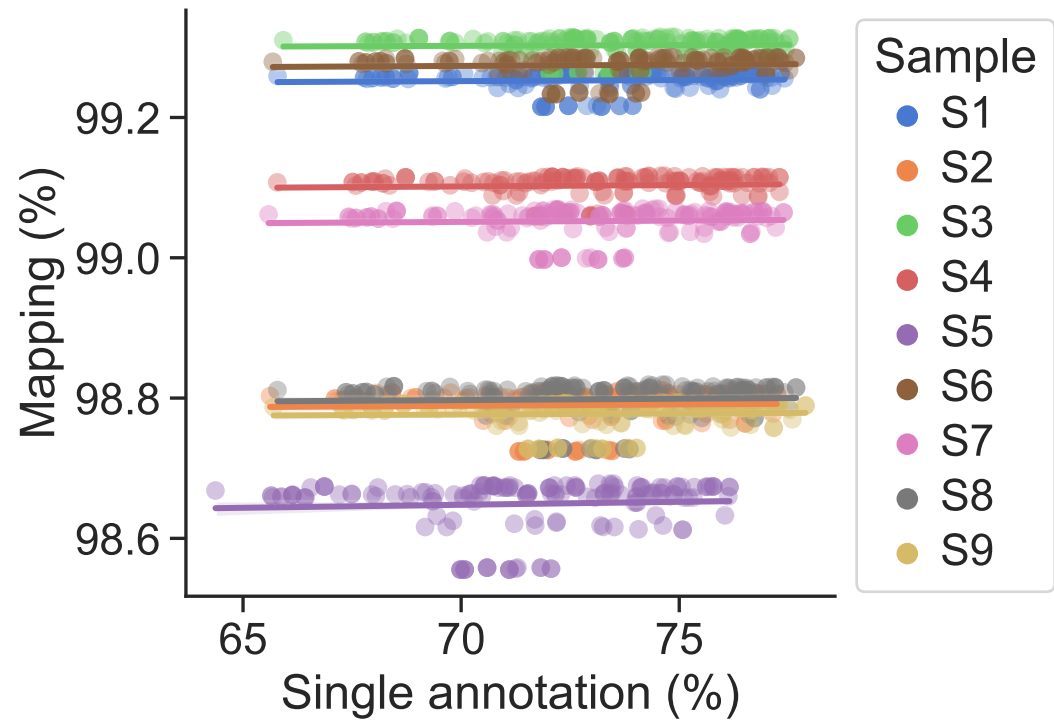 Mapping (%)
99.2
99.0
98.8
98.6
65
70
75
Single annotation (%)
Sample
S1
S2
S3
S4
S5
S6
S7
S8
S9